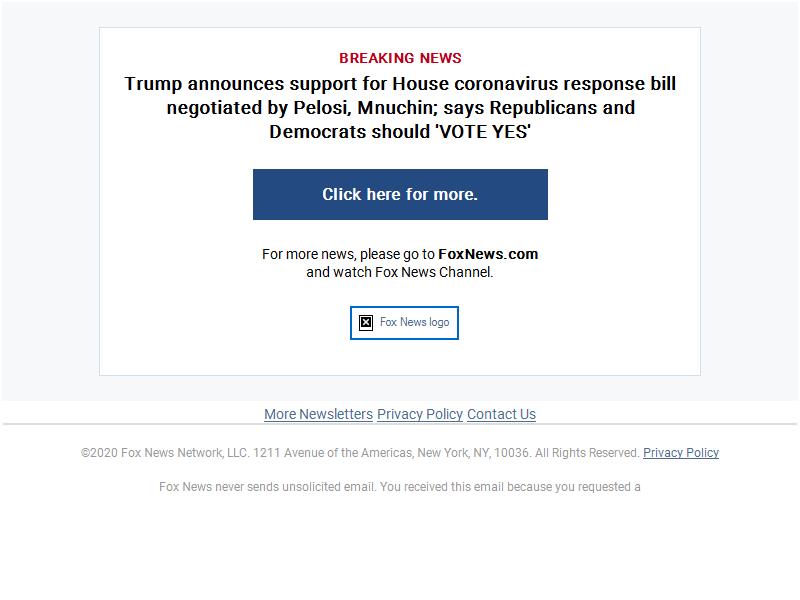 BREAKING NEWS
Trump announces support for House coronavirus response bill
negotiated by Pelosi, Mnuchin; says Republicans and
Democrats should 'VOTE YES'
Click here for more.
For more news, please go to FoxNews.com
and watch Fox News Channel.
Fox News logo
More Newsletters Privacy Policy Contact Us
©2020 Fox News Network, LLC. 1211 Avenue of the Americas, New York, NY, 10036. All Rights Reserved. Privacy Policy
Fox News never sends unsolicited email. You received this email because you requested a